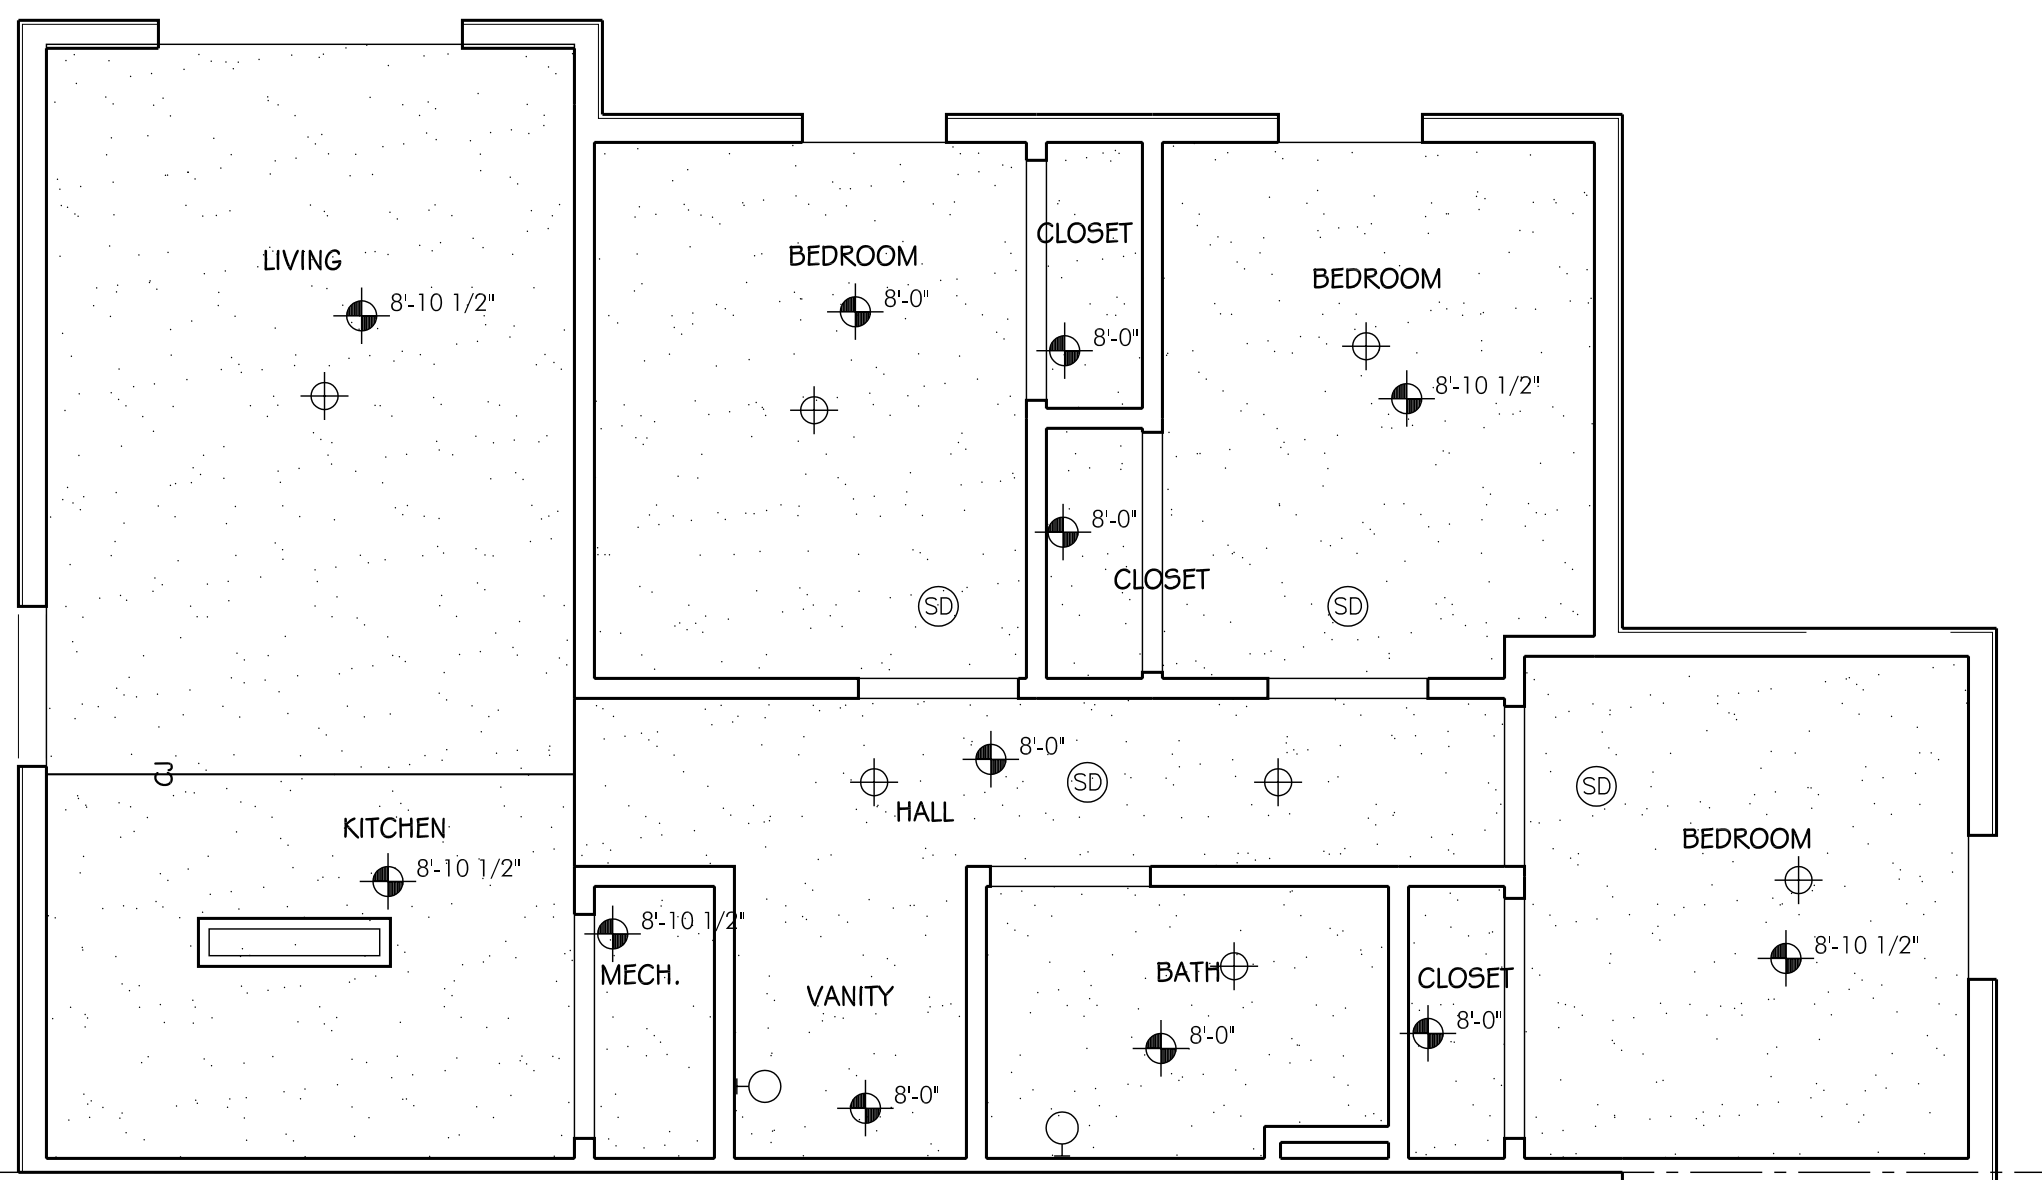 CLOSET
LIVING
BEDROOM
BEDROOM
8'-10 1/2"
8'-0"
8'-0"
8'-10 1/2"
8'-0"
CLOSET
SD
SD
8'-0"
CJ
SD
SD
HALL
KITCHEN
BEDROOM
8'-10 1/2"
8'-10 1/2"
8'-10 1/2"
MECH.
BATH
CLOSET
VANITY
8'-0"
8'-0"
8'-0"